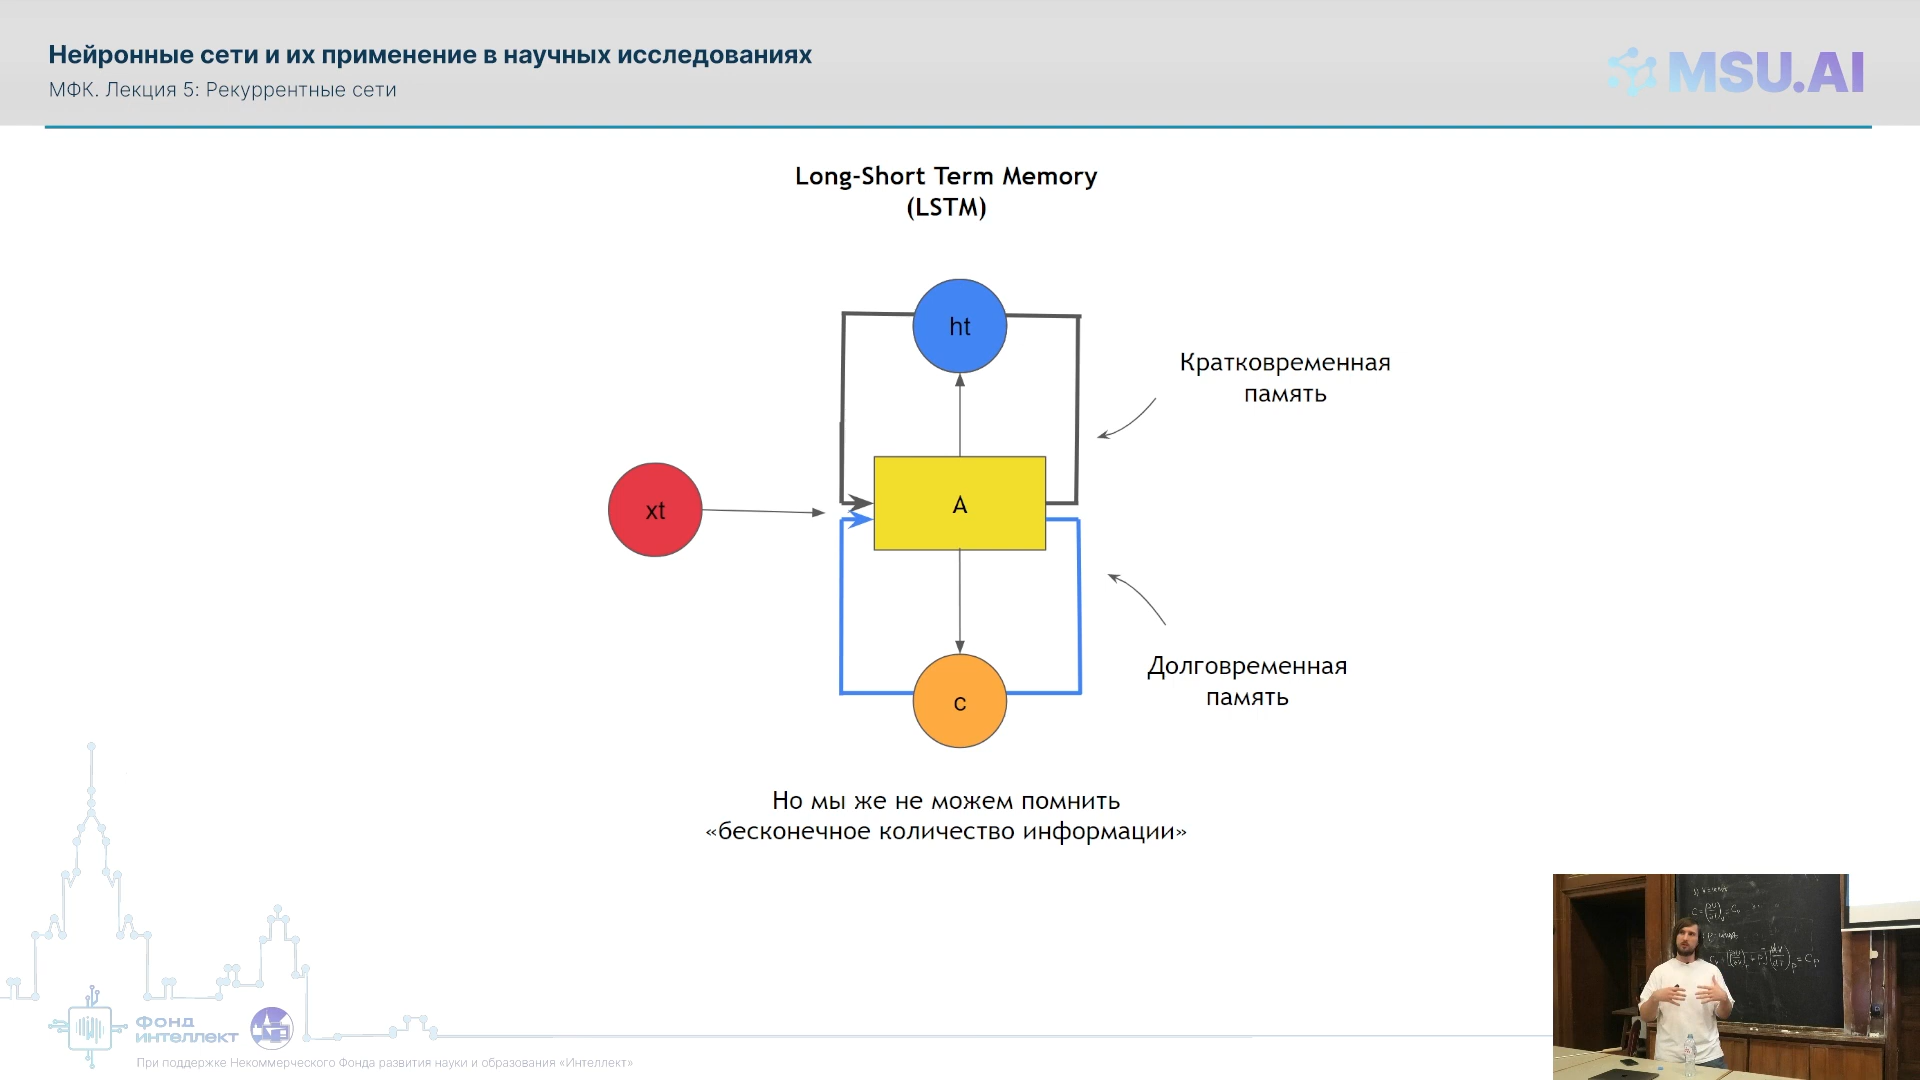 Нейронные сети и их применение в научных исследованиях
МФК. Лекция 5: Рекуррентные сети
MSU.AI
Long-Short Term Memory
(LSTM)
ht
Кратковременная
память
xt
A
Долговременная
память
c
Но мы же не можем помнить
«бесконечное количество информации»
ФОНД
ИНТЕЛЛЕКТ
При поддержке Некоммерческого Фонда развития науки и образования «Интеллект»